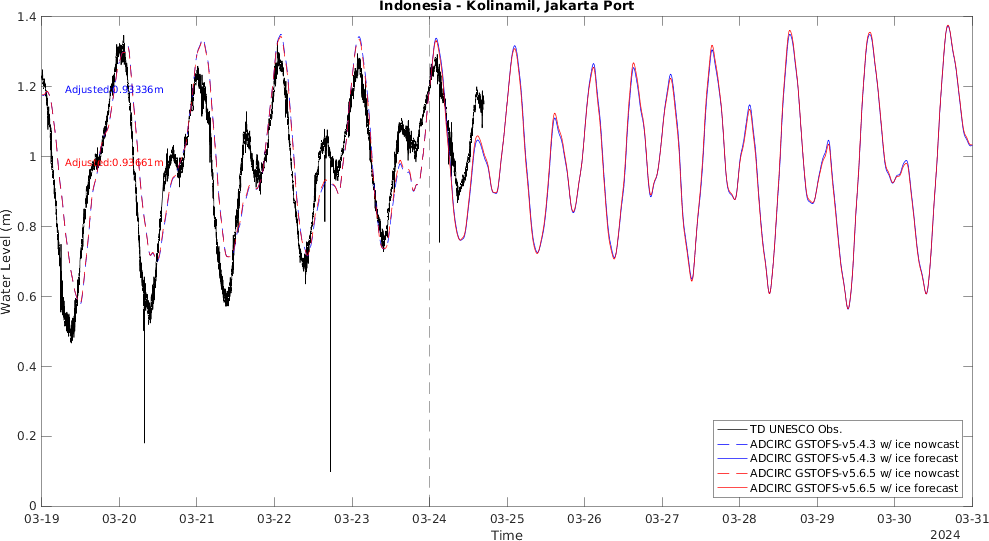 Indonesia - Kolinamil, Jakarta Port
1.4
1.2
1
0.8
0.6
0.4
0.2
0
Water Level (m)
Adjusted:0.93336m
Adjusted:0.93661m
TD UNESCO Obs.
ADCIRC GSTOFS-v5.4.3 w/ ice nowcast
ADCIRC GSTOFS-v5.4.3 w/ ice forecast
ADCIRC GSTOFS-v5.6.5 w/ ice nowcast
ADCIRC GSTOFS-v5.6.5 w/ ice forecast
03-19 03-20 03-21 03-22 03-23 03-24 03-25 03-26 03-27 03-28 03-29 03-30 03-31
Time
2024